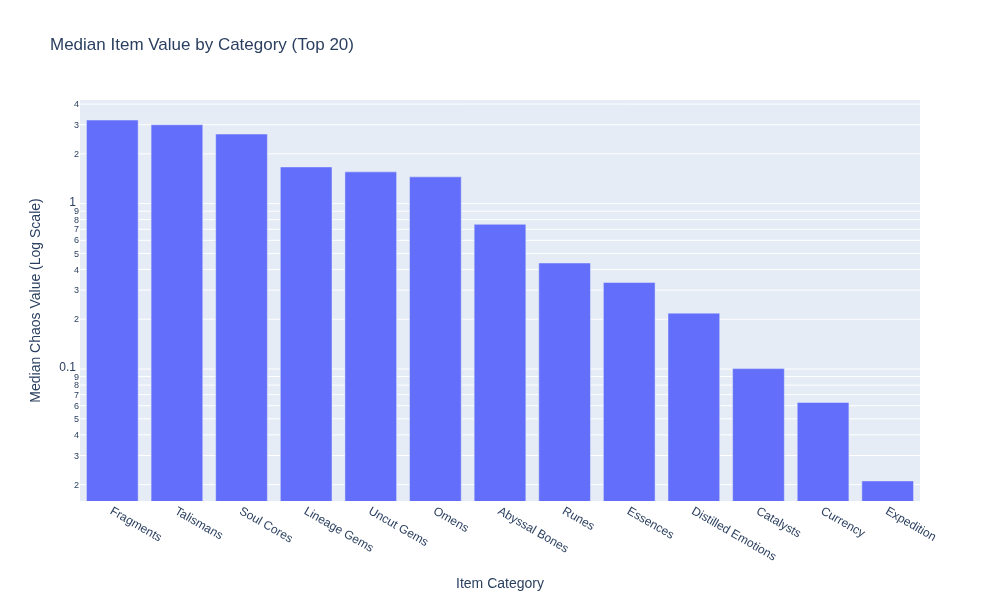 Median Item Value by Category (Top 20)
Median Chaos Value (Log Scale)
4
3
2
1
9
8
7
6
5
4
3
2
0.1
9
8
7
6
5
4
3
2
Fragments
Talismans
Soul Cores
Lineage Gems
Uncut Gems
Omens
Abyssal Bones
Runes
Essences
Distilled Emotions
Catalysts
Currency
Expedition
Item Category